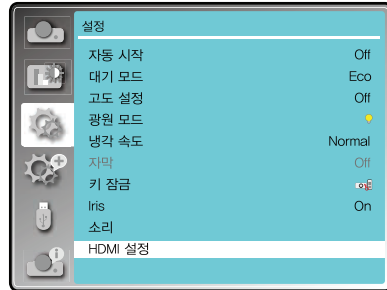 설정
자동 시작 Off
대기 모드 Eco
고도 설정 Off
광원 모드
냉각 속도 Normal
자막 Off
키 잠금
Iris On
소리
HDMI 설정